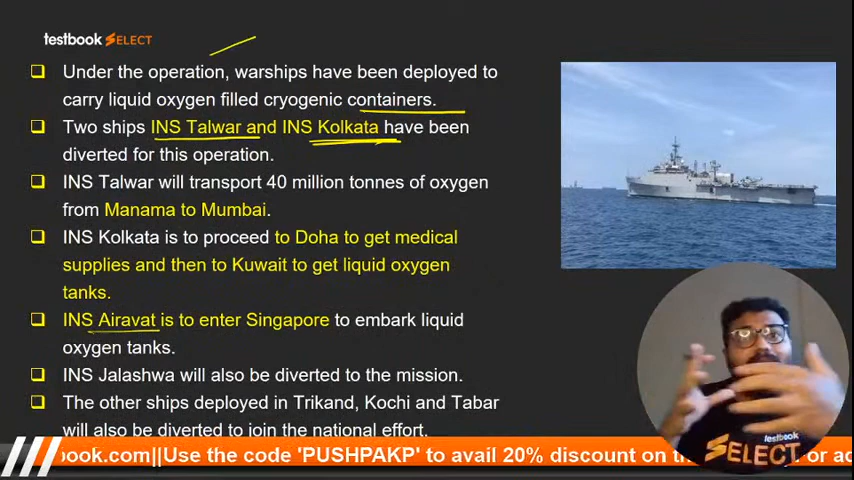 testbook SELECT
Under the operation, warships have been deployed to
carry liquid oxygen filled cryogenic containers.
Two ships INS Talwar and INS Kolkata have been
diverted for this operation.
INS Talwar will transport 40 million tonnes of oxygen
from Manama to Mumbai.
INS Kolkata is to proceed to Doha to get medical
supplies and then to Kuwait to get liquid oxygen
tanks.
INS Airavat is to enter Singapore to embark liquid
oxygen tanks.
INS Jalashwa will also be diverted to the mission.
The other ships deployed in Trikand, Kochi and Tabar
will also be diverted to join the national effort.
testbook
SELECT
book.com||Use the code 'PUSHPAKP' to avail 20% discount on or ad